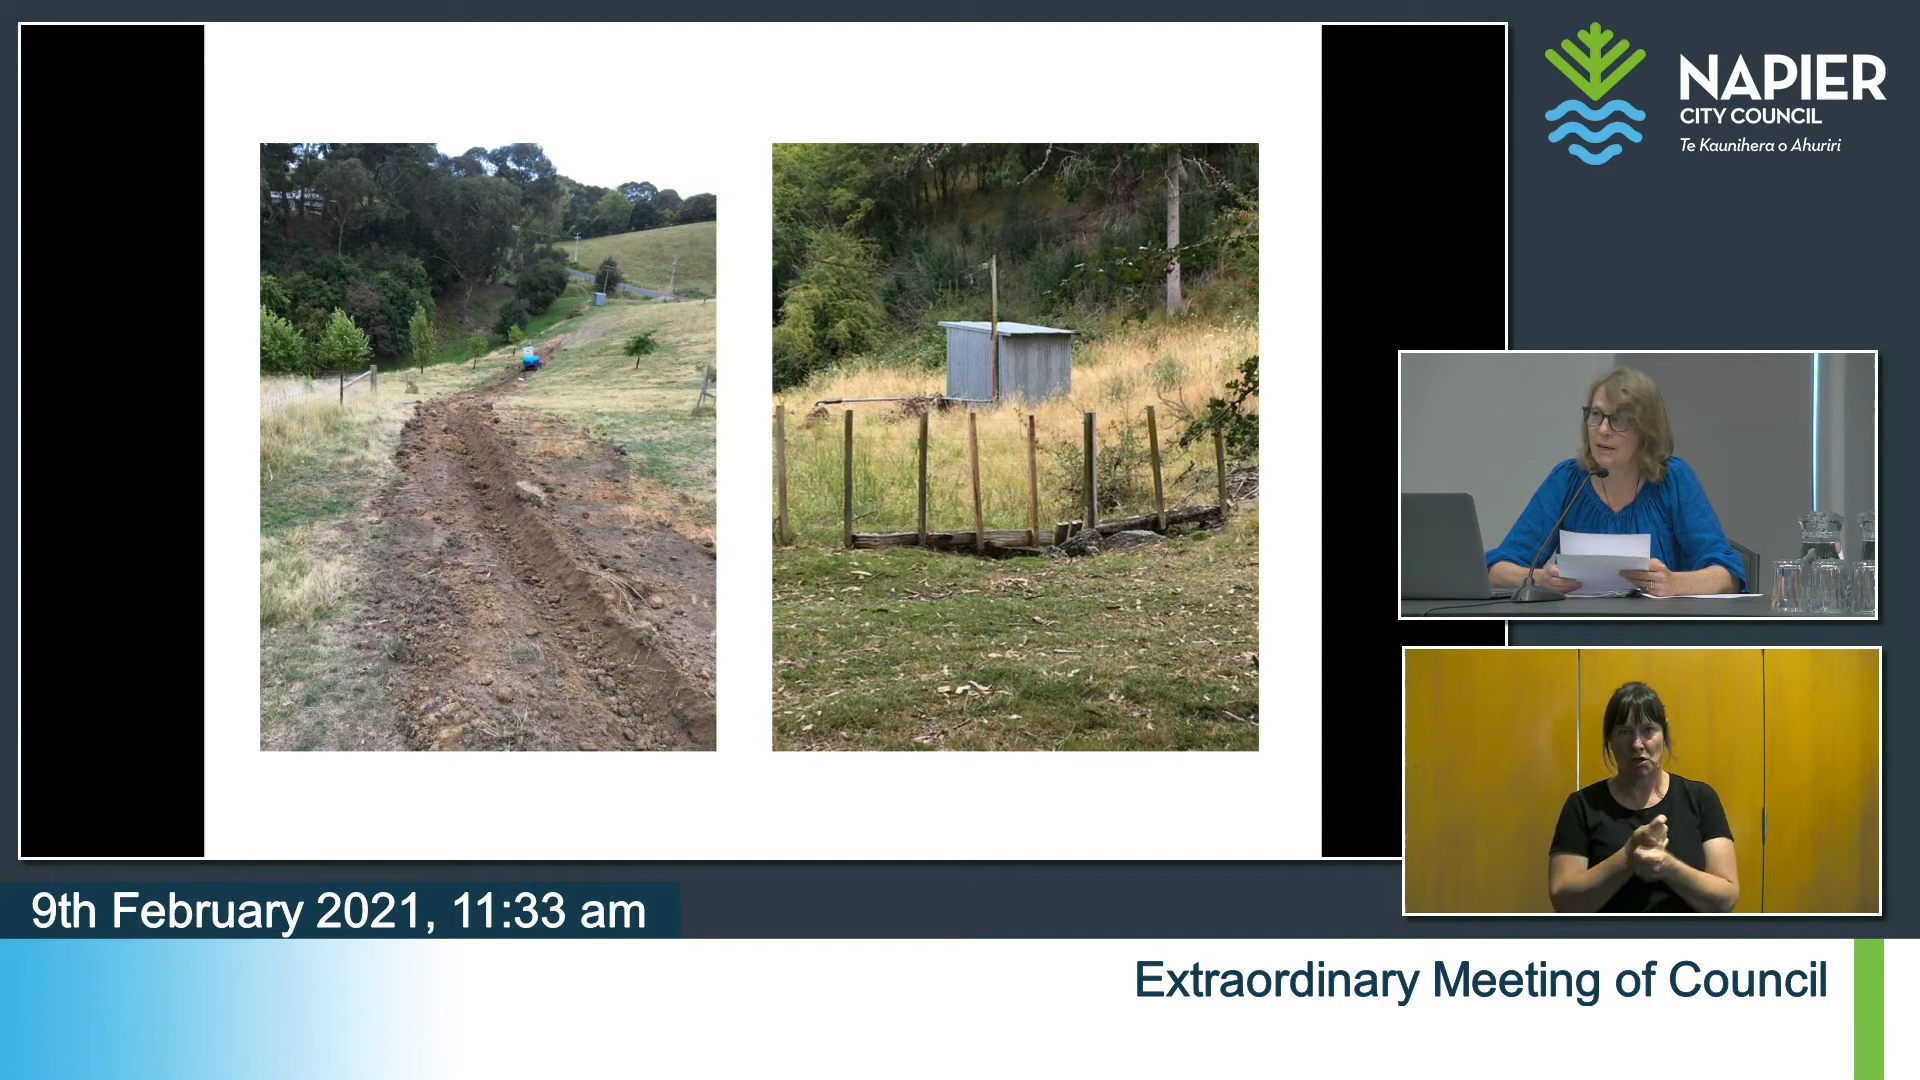 NAPIER
CITY COUNCIL
Te Kaunihera o Ahuriri
9th February 2021, 11:33 am
Extraordinary Meeting of Council